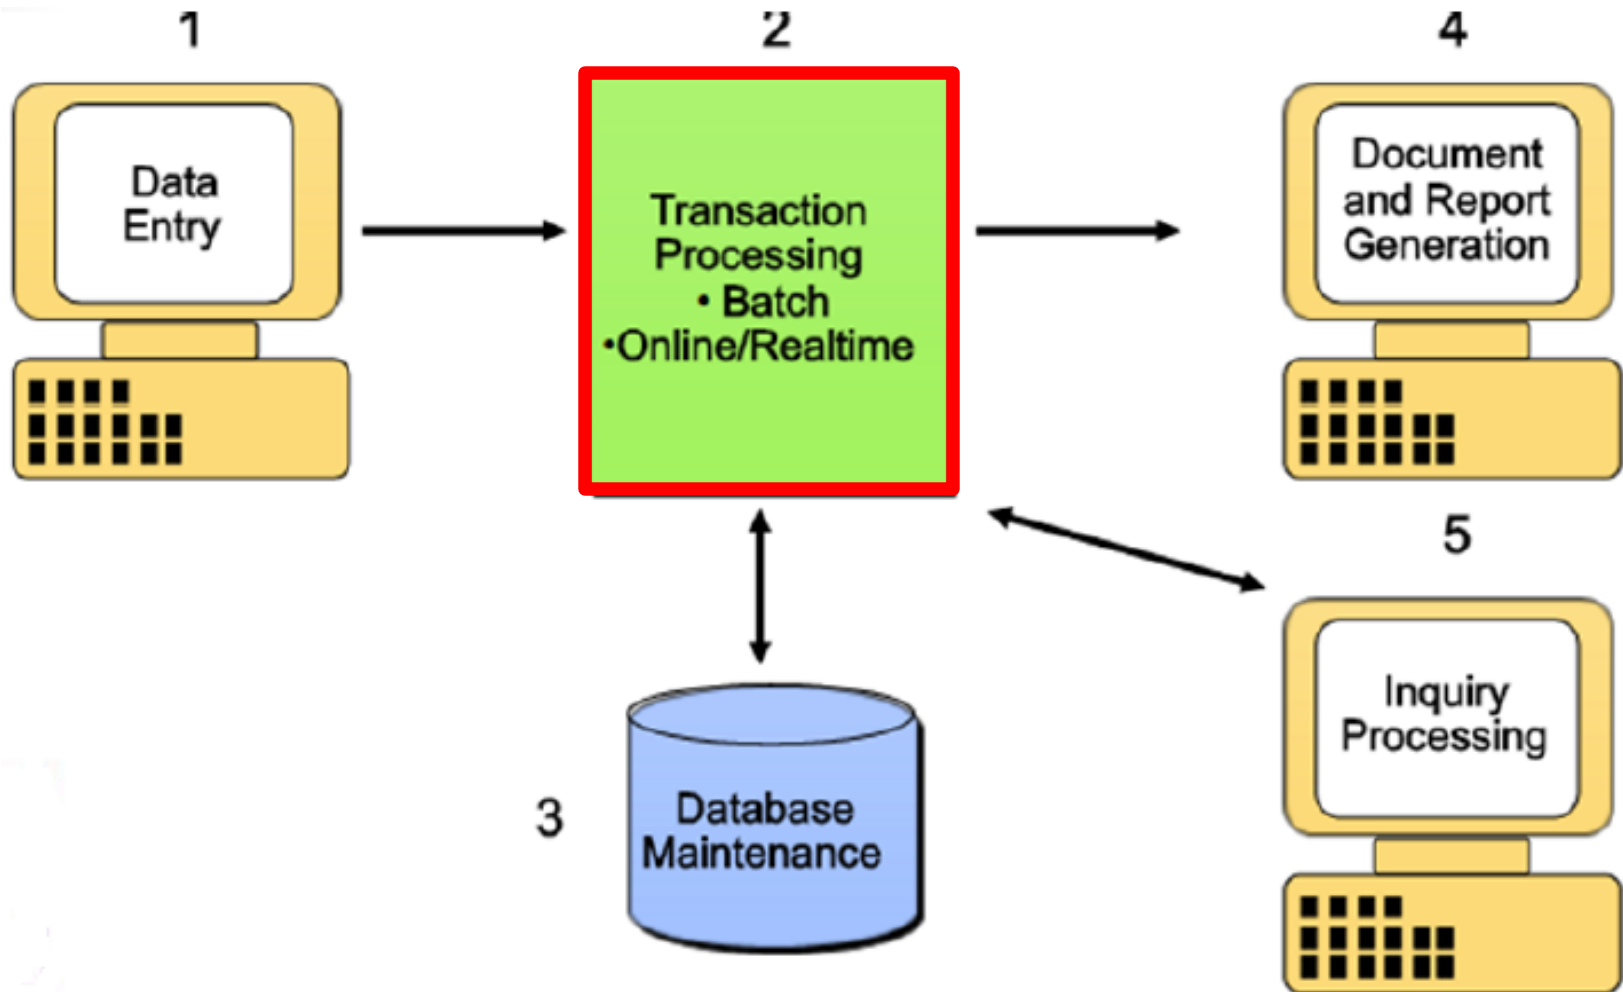 1
Data
Entry
2
Transaction
Processing
• Batch
•Online/Realtime
3
Database
Maintenance
4
Document
and Report
Generation
5
Inquiry
Processing